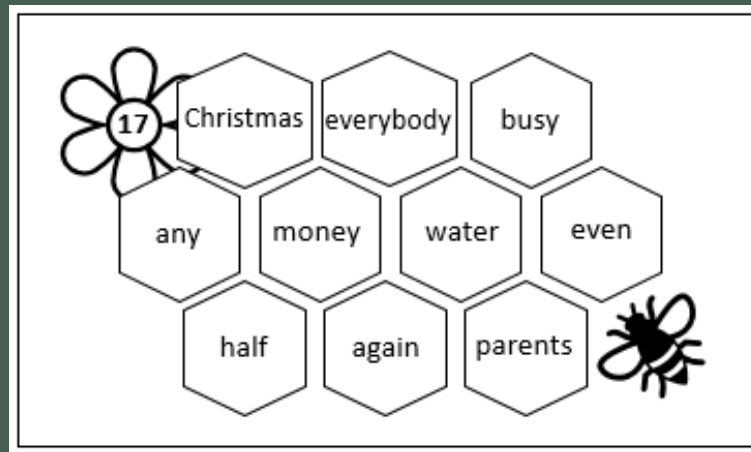 17
Christmas everybody busy
any money water even
half again parents